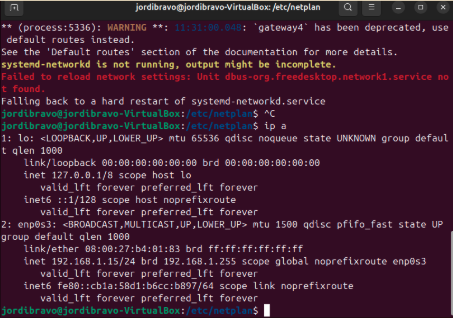 jordibravo@jordibravo-VirtualBox: /etc/netplan
** (process:5336): WARNING **: 11:31:00.048: `gateway4` has been deprecated, use
default routes instead.
See the 'Default routes' section of the documentation for more details.
systemd-networkd is not running, output might be incomplete.
Failed to reload network settings: Unit dbus-org.freedesktop.network1.service no
t found.
Falling back to a hard restart of systemd-networkd.service
jordibravo@jordibravo-VirtualBox:/etc/netplan$ ^C
jordibravo@jordibravo-VirtualBox:/etc/netplan$ ip a
1: lo: <LOOPBACK,UP,LOWER_UP> mtu 65536 qdisc noqueue state UNKNOWN group defaul
t qlen 1000
link/loopback 00:00:00:00:00:00 brd 00:00:00:00:00:00
inet 127.0.0.1/8 scope host lo
valid_lft forever preferred_lft forever
inet6 ::1/128 scope host noprefixroute
valid_lft forever preferred_lft forever
2: enp0s3: <BROADCAST,MULTICAST,UP,LOWER_UP> mtu 1500 qdisc pfifo_fast state UP
group default qlen 1000
link/ether 08:00:27:b4:01:83 brd ff:ff:ff:ff:ff:ff
inet 192.168.1.15/24 brd 192.168.1.255 scope global noprefixroute enp0s3
valid_lft forever preferred_lft forever
inet6 fe80::cb1a:58d1:b6cc:b897/64 scope link noprefixroute
valid_lft forever preferred_lft forever
jordibravo@jordibravo-VirtualBox:/etc/netplan$